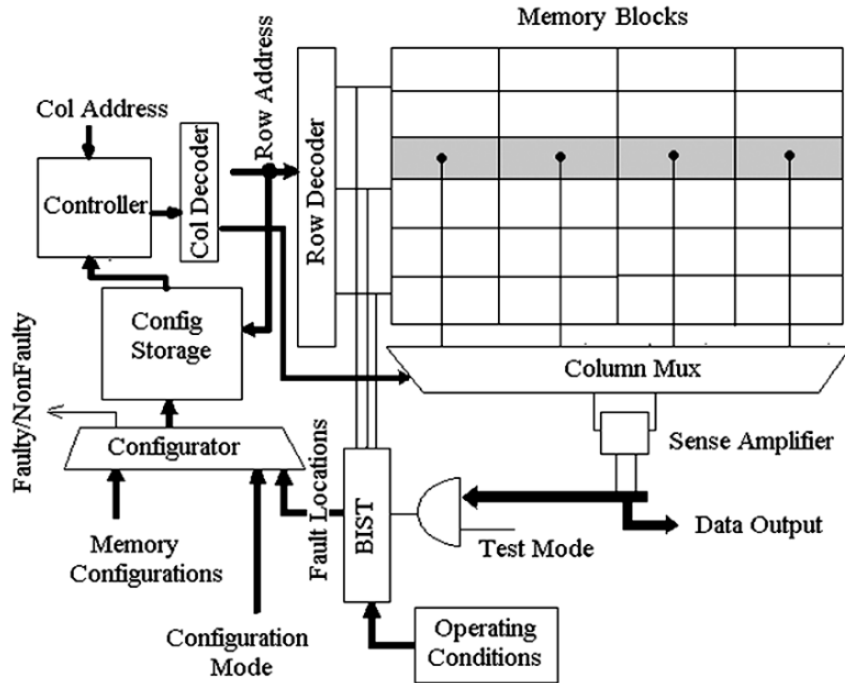 Memory Blocks
Row Address
Row Decoder
Col Address
Col Decoder
Controller
Config
Storage
Column Mux
Faulty/NonFaulty
Configurator
Sense Amplifier
Fault Locations
BIST
Test Mode
Data Output
Memory
Configurations
Configuration
Mode
Operating
Conditions